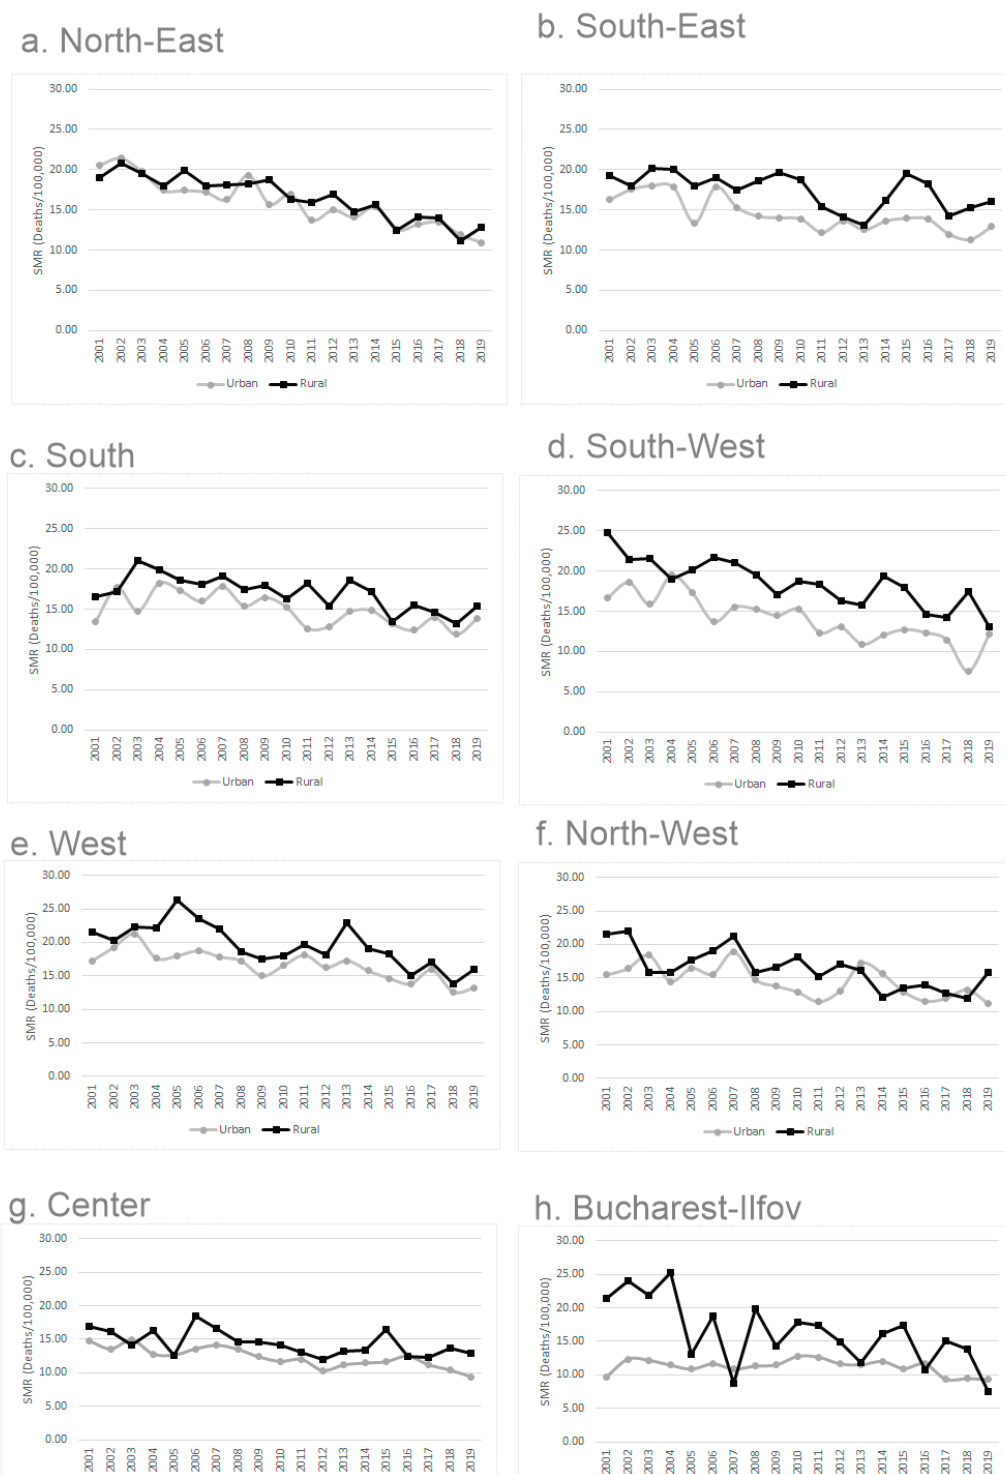 a. North-East
30.00
25.00
20.00
15.00
10.00
5.00
0.00
SMR (Deaths/100,000)
2001 2002 2003 2004 2005 2006 2007 2008 2009 2010 2011 2012 2013 2014 2015 2016 2017 2018 2019
Urban Rural
b. South-East
30.00
25.00
20.00
15.00
10.00
5.00
0.00
SMR (Deaths/100,000)
2001 2002 2003 2004 2005 2006 2007 2008 2009 2010 2011 2012 2013 2014 2015 2016 2017 2018 2019
Urban Rural
c. South
30.00
25.00
20.00
15.00
10.00
5.00
0.00
SMR (Deaths/100,000)
2001 2002 2003 2004 2005 2006 2007 2008 2009 2010 2011 2012 2013 2014 2015 2016 2017 2018 2019
Urban Rural
d. South-West
30.00
25.00
20.00
15.00
10.00
5.00
0.00
SMR (Deaths/100,000)
2001 2002 2003 2004 2005 2006 2007 2008 2009 2010 2011 2012 2013 2014 2015 2016 2017 2018 2019
Urban Rural
e. West
30.00
25.00
20.00
15.00
10.00
5.00
0.00
SMR (Deaths/100,000)
2001 2002 2003 2004 2005 2006 2007 2008 2009 2010 2011 2012 2013 2014 2015 2016 2017 2018 2019
Urban Rural
f. North-West
30.00
25.00
20.00
15.00
10.00
5.00
0.00
SMR (Deaths/100,000)
2001 2002 2003 2004 2005 2006 2007 2008 2009 2010 2011 2012 2013 2014 2015 2016 2017 2018 2019
Urban Rural
g. Center
30.00
25.00
20.00
15.00
10.00
5.00
0.00
SMR (Deaths/100,000)
2001 2002 2003 2004 2005 2006 2007 2008 2009 2010 2011 2012 2013 2014 2015 2016 2017 2018 2019
h. Bucharest-Ilfov
30.00
25.00
20.00
15.00
10.00
5.00
0.00
SMR (Deaths/100,000)
2001 2002 2003 2004 2005 2006 2007 2008 2009 2010 2011 2012 2013 2014 2015 2016 2017 2018 2019